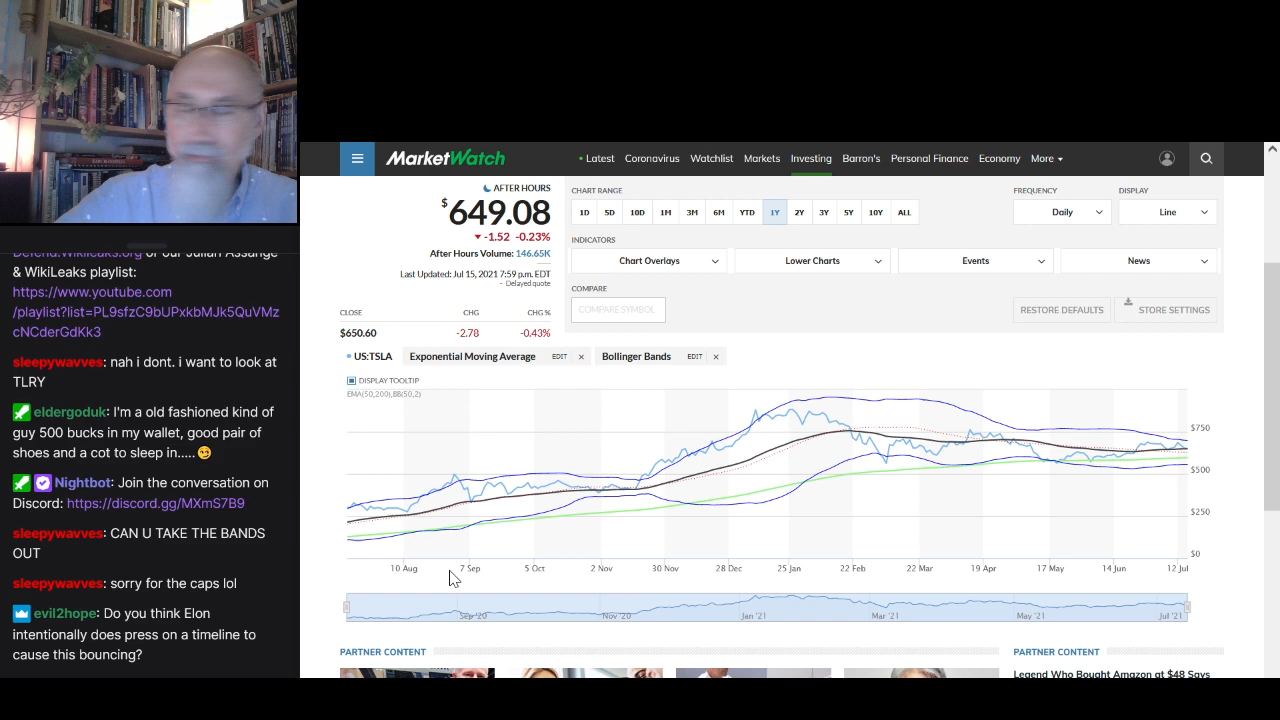 Defend.Wikileaks.org or our Julian Assange
& WikiLeaks playlist:
https://www.youtube.com
/playlist?list=PL9sfzC9bUPxkbMJk5QuVMz
cNCderGdKk3
sleepywavves: nah i dont. i want to look at
TLRY
eldergoduk: I'm a old fashioned kind of
guy 500 bucks in my wallet, good pair of
shoes and a cot to sleep in.....😉
Nightbot: Join the conversation on
Discord: https://discord.gg/MXmS7B9
sleepywavves: CAN U TAKE THE BANDS
OUT
sleepywavves: sorry for the caps lol
evil2hope: Do you think Elon
intentionally does press on a timeline to
cause this bouncing?
MarketWatch
Latest Coronavirus Watchlist Markets Investing Barron's Personal Finance Economy More
AFTER HOURS
$649.08
-1.52 -0.23%
After Hours Volume: 146.65K
Last Updated: Jul 15, 2021 7:59 p.m. EDT
Delayed quote
CLOSE CHG CHG %
$650.60 -2.78 -0.43%
CHART RANGE FREQUENCY DISPLAY
1D 5D 10D 1M 3M 6M YTD 1Y 2Y 3Y 5Y 10Y ALL Daily Line
INDICATORS
Chart Overlays Lower Charts Events News
COMPARE
COMPARE SYMBOL RESTORE DEFAULTS STORE SETTINGS
US:TSLA Exponential Moving Average EDIT × Bollinger Bands EDIT ×
DISPLAY TOOLTIP
EMA(50,200),BB(50,2)
$750
$500
$250
$0
10 Aug 7 Sep 5 Oct 2 Nov 30 Nov 28 Dec 25 Jan 22 Feb 22 Mar 19 Apr 17 May 14 Jun 12 Jul
Sep '20 Nov '20 Jan '21 Mar '21 May '21 Jul '21
PARTNER CONTENT PARTNER CONTENT
Legend Who Bought Amazon at $48 Says